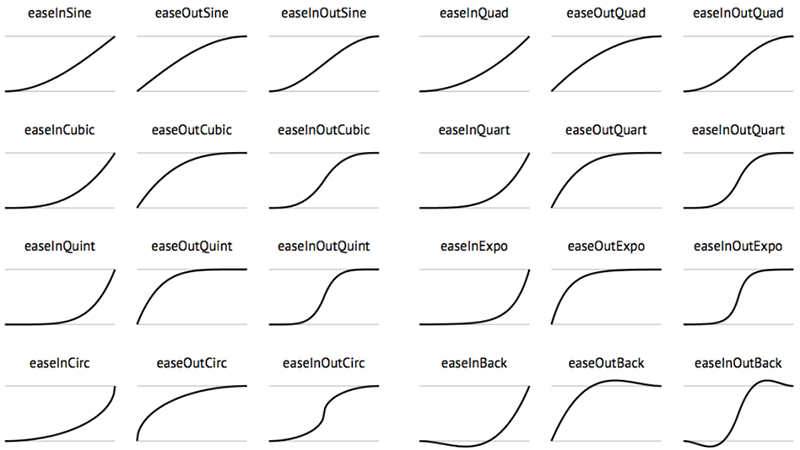 easeInSine easeOutSine easeInOutSine easeInQuad easeOutQuad easeInOutQuad
easeInCubic easeOutCubic easeInOutCubic easeInQuart easeOutQuart easeInOutQuart
easeInQuint easeOutQuint easeInOutQuint easeInExpo easeOutExpo easeInOutExpo
easeInCirc easeOutCirc easeInOutCirc easeInBack easeOutBack easeInOutBack